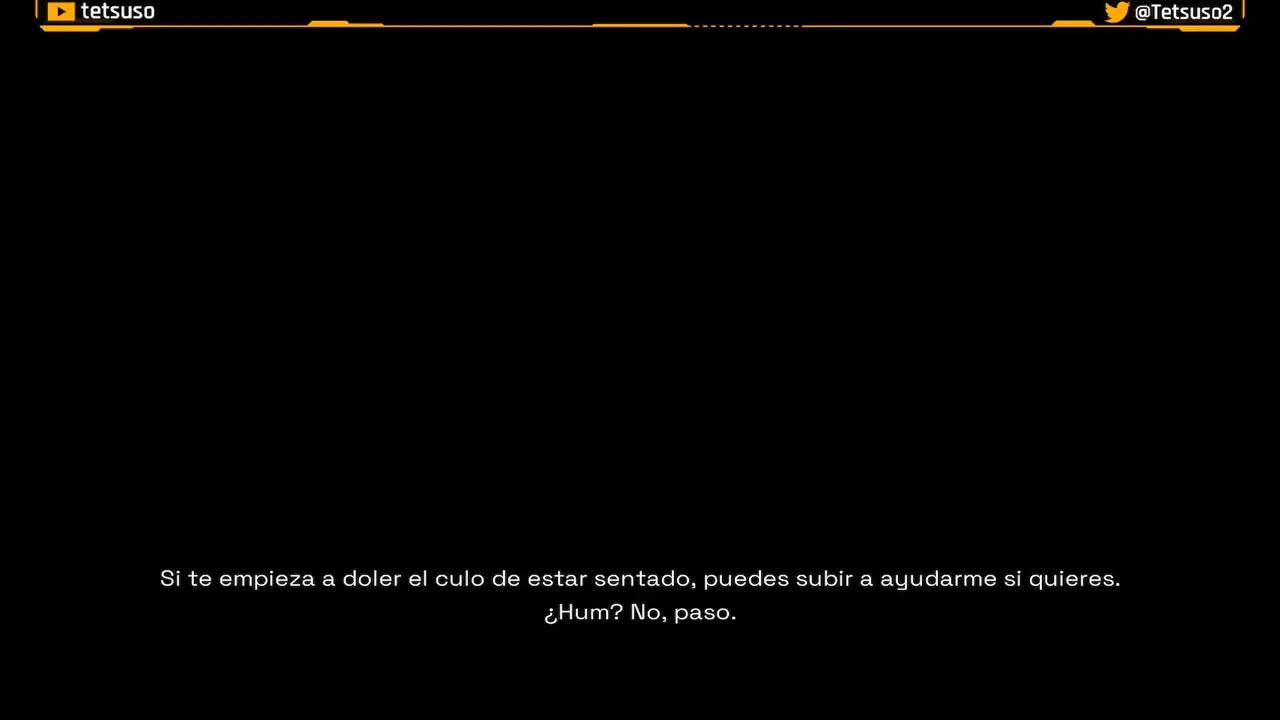 tetsuso
@Tetsuso2
Si te empieza a doler el culo de estar sentado, puedes subir a ayudarme si quieres.
¿Hum? No, paso.